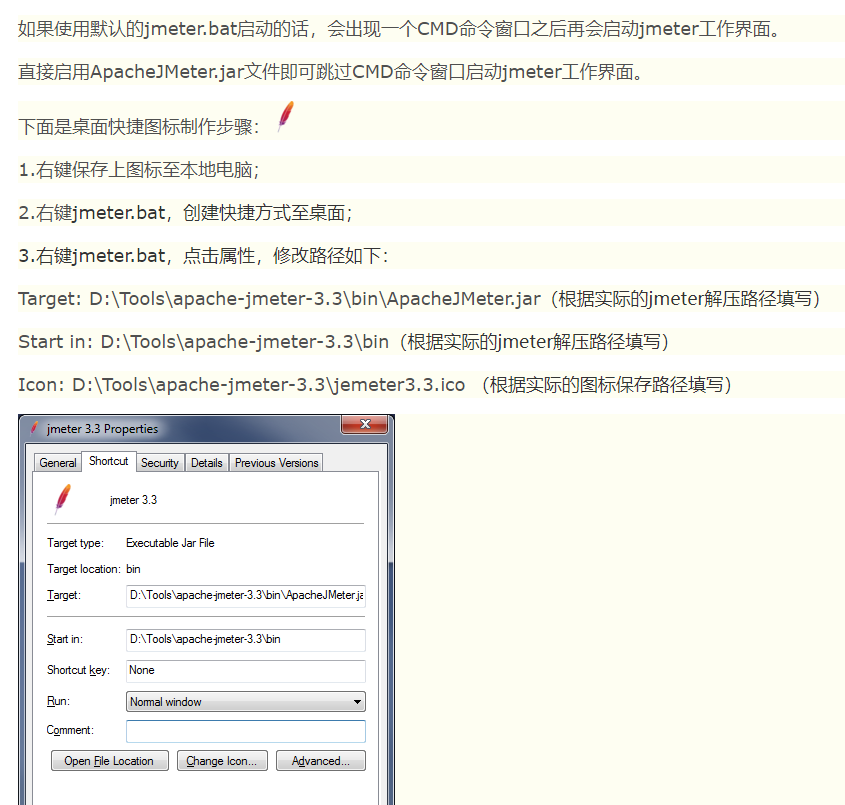 如果使用默认的jmeter.bat启动的话，会出现一个CMD命令窗口之后再会启动jmeter工作界面。
直接启用ApacheJMeter.jar文件即可跳过CMD命令窗口启动jmeter工作界面。
下面是桌面快捷图标制作步骤：
1.右键保存上图标至本地电脑；
2.右键jmeter.bat，创建快捷方式至桌面；
3.右键jmeter.bat，点击属性，修改路径如下：
Target: D:\Tools\apache-jmeter-3.3\bin\ApacheJMeter.jar（根据实际的jmeter解压路径填写）
Start in: D:\Tools\apache-jmeter-3.3\bin（根据实际的jmeter解压路径填写）
Icon: D:\Tools\apache-jmeter-3.3\jemeter3.3.ico （根据实际的图标保存路径填写）
jmeter 3.3 Properties
General Shortcut Security Details Previous Versions
jmeter 3.3
Target type: Executable Jar File
Target location: bin
Target: D:\Tools\apache-jmeter-3.3\bin\ApacheJMeter.ja
Start in: D:\Tools\apache-jmeter-3.3\bin
Shortcut key: None
Run: Normal window
Comment:
Open File Location Change Icon... Advanced...